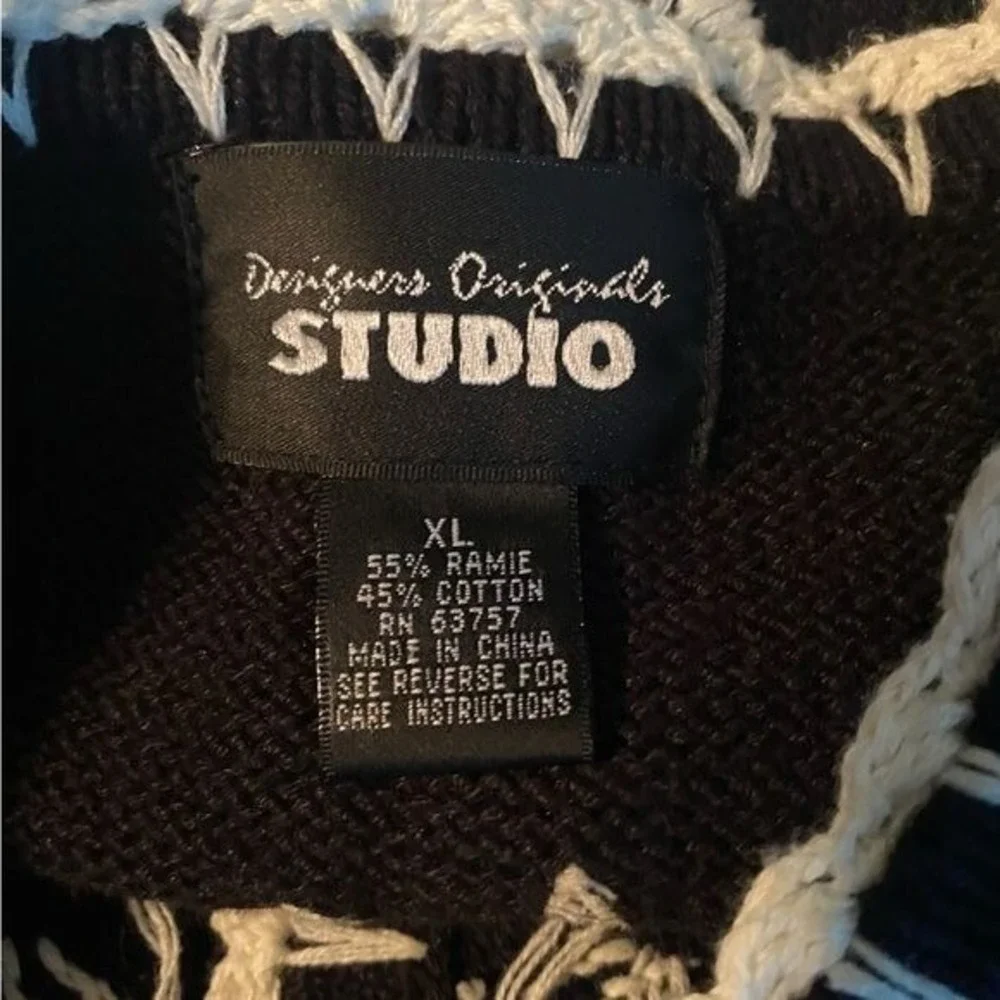 Designers Originals
STUDIO
XL
55% RAMIE
45% COTTON
RN 63757
MADE IN CHINA
SEE REVERSE FOR
CARE INSTRUCTIONS